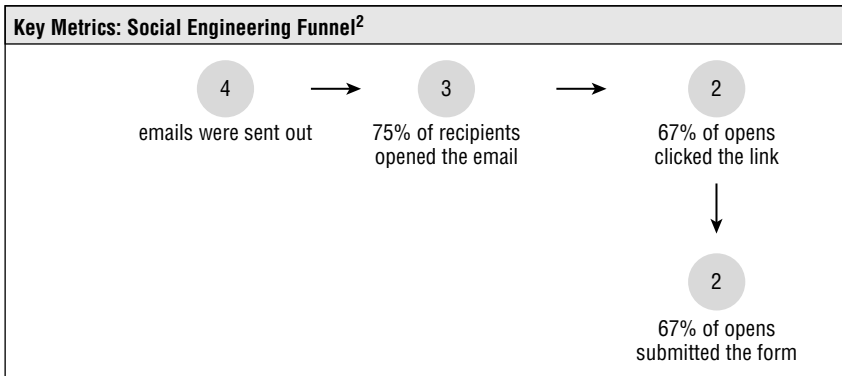 Key Metrics: Social Engineering Funnel2
4
emails were sent out
3
75% of recipients
opened the email
2
67% of opens
clicked the link
2
67% of opens
submitted the form